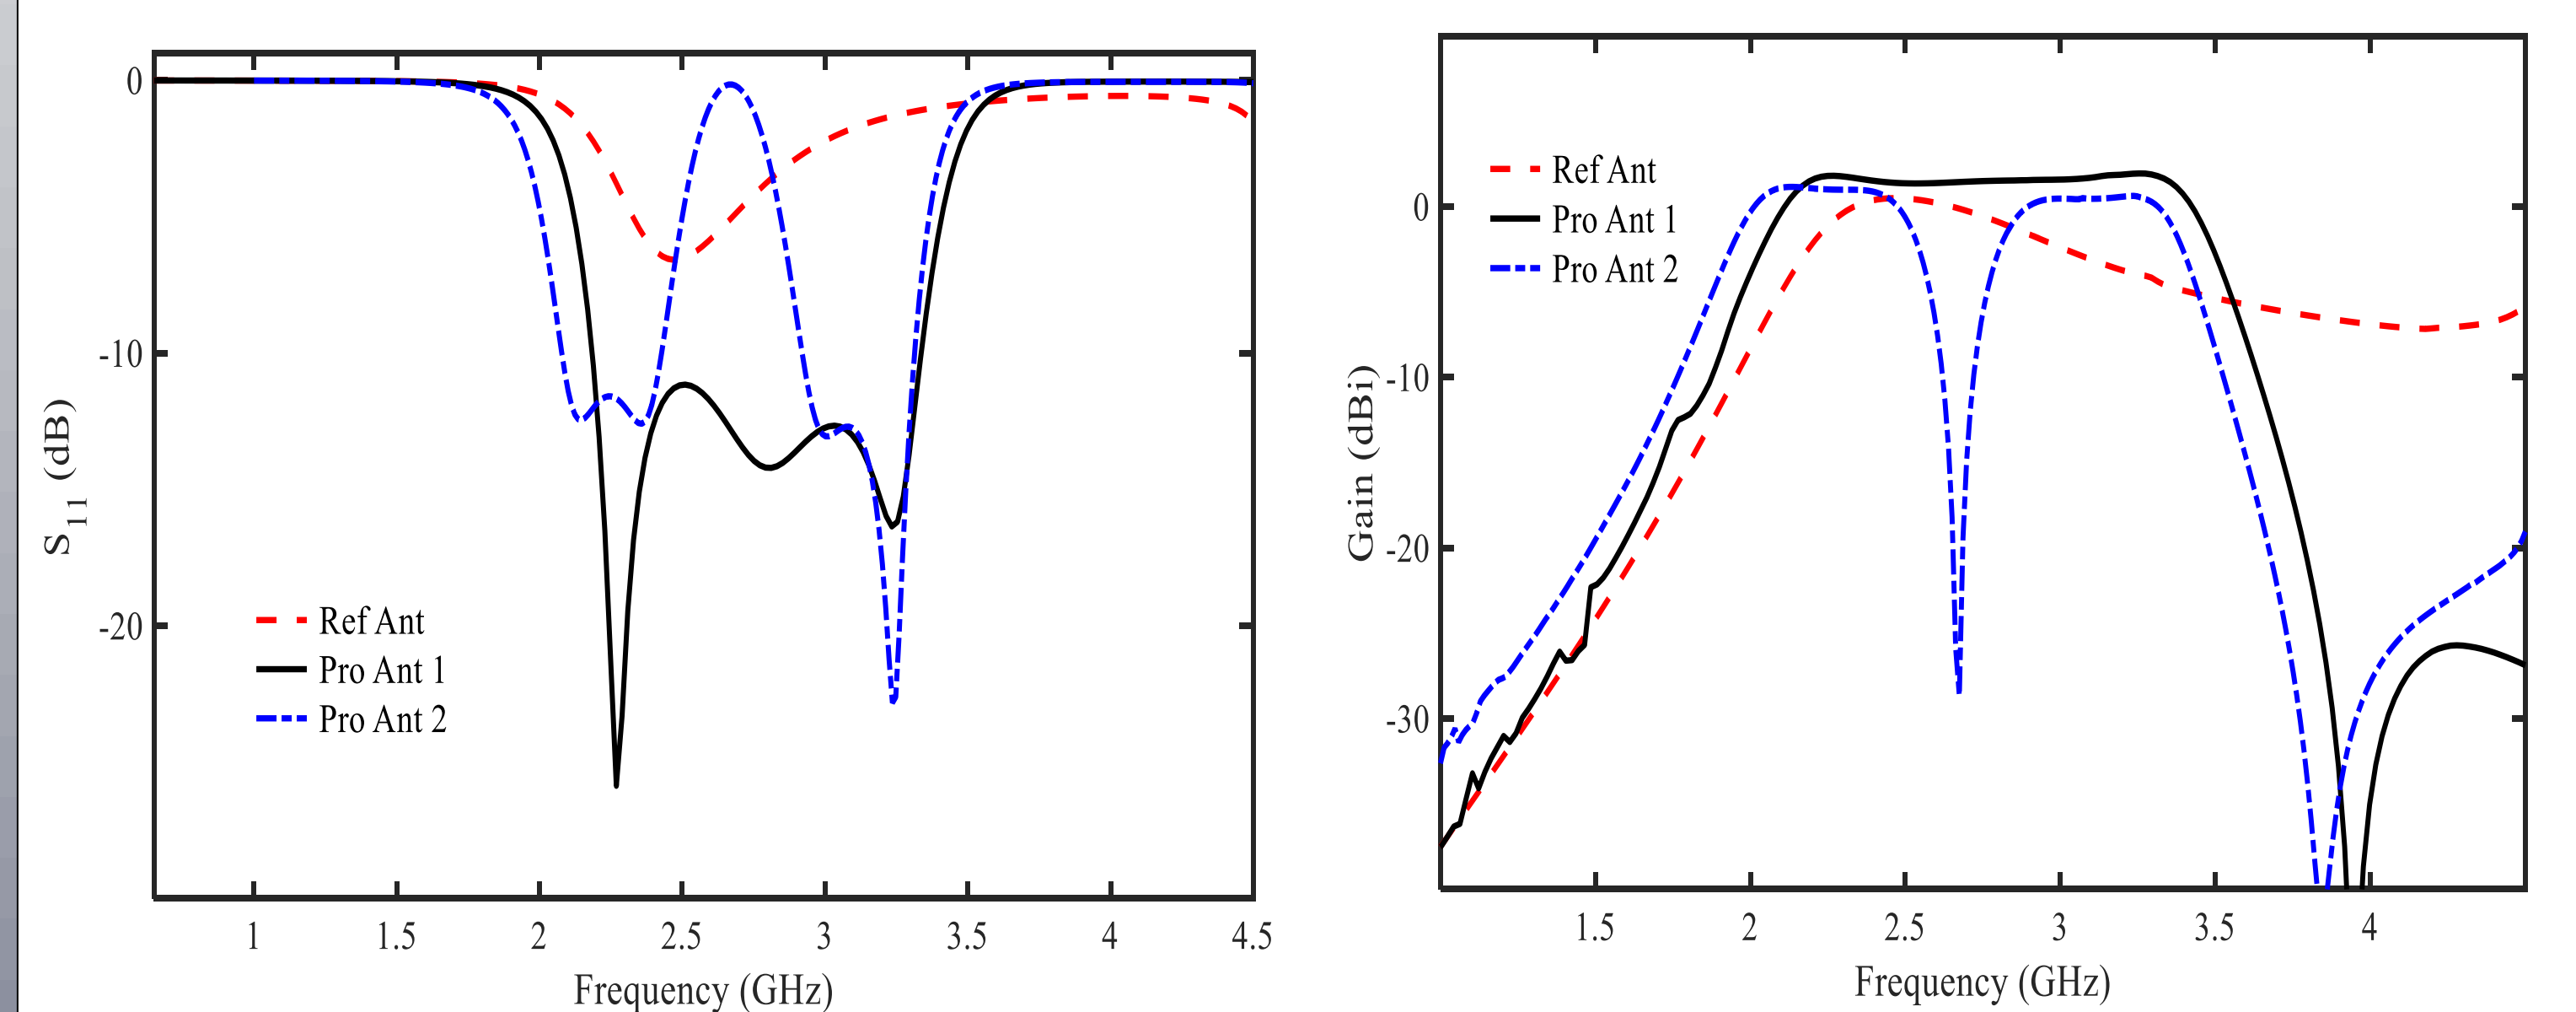 0
-10
-20
S11 (dB)
Ref Ant
Pro Ant 1
Pro Ant 2
1 1.5 2 2.5 3 3.5 4 4.5
Frequency (GHz)
0
-10
-20
-30
Gain (dBi)
Ref Ant
Pro Ant 1
Pro Ant 2
1.5 2 2.5 3 3.5 4
Frequency (GHz)